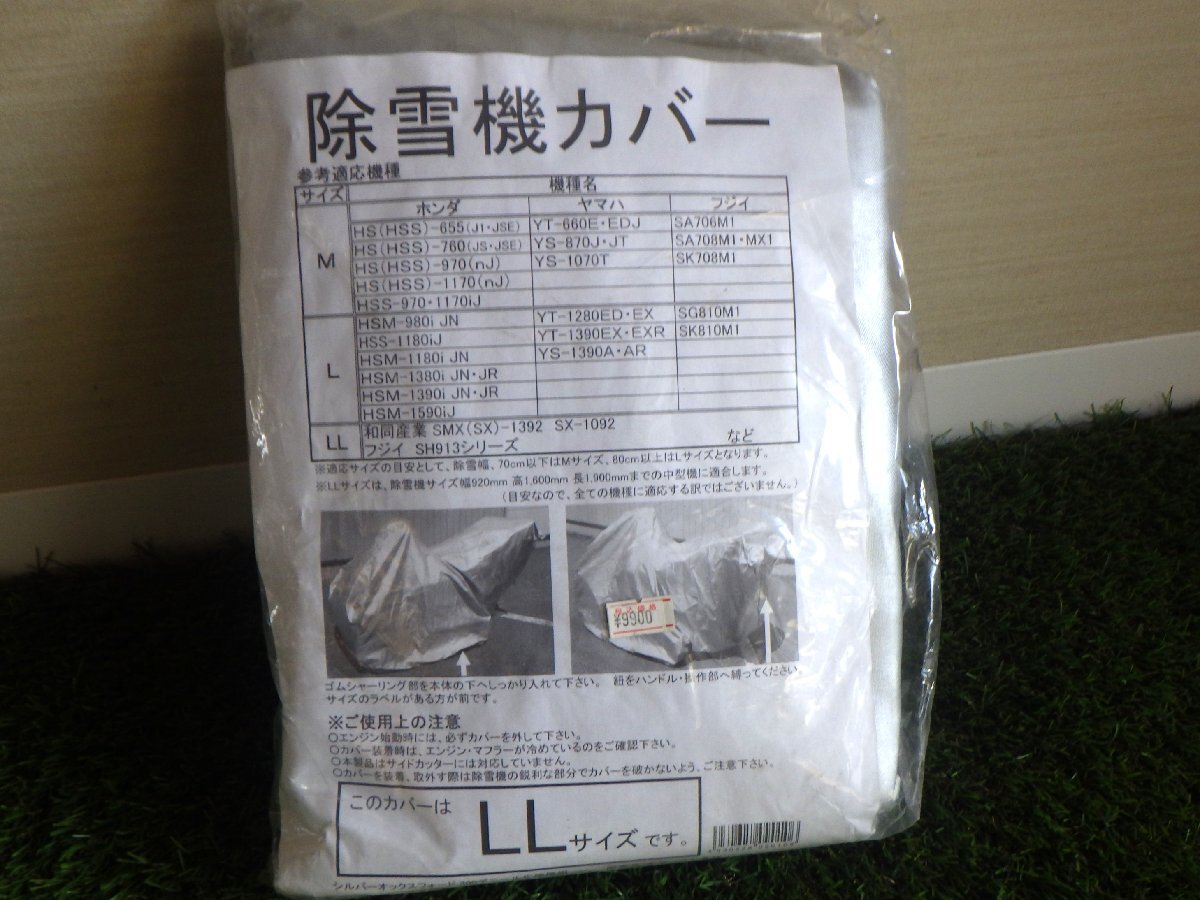 除雪機カバー
参考適応機種
サイズ 機種名
ホンダ ヤマハ フジイ
M
HS(HSS)-655(J1・JSE) YT-660E・EDJ SA706M1
HS(HSS)-760(JS・JSE) YS-870J・JT SA708M1・MX1
HS(HSS)-970(nJ) YS-1070T SK708M1
HS(HSS)-1170(nJ)
HSS-970・1170iJ
L
HSM-980i JN YT-1280ED・EX SG810M1
HSS-1180iJ YT-1390EX・EXR SK810M1
HSM-1180i JN YS-1390A・AR
HSM-1380i JN・JR
HSM-1390i JN・JR
HSM-1590iJ
LL
和同産業 SMX(SX)-1392 SX-1092
フジイ SH913シリーズ など
※適応サイズの目安として、除雪幅、70cm以下はMサイズ、80cm以上はLサイズとなります。
※LLサイズは、除雪機サイズ幅920mm 高1,600mm 長1,900mmまでの中型機に適合します。
(目安なので、全ての機種に適応する訳ではございません。)
税込価格
¥9900
ゴムシャーリング部を本体の下へしっかり入れて下さい。 紐をハンドル・操作部へ縛ってください。
サイズのラベルがある方が前です。
※ご使用上の注意
○エンジン始動時には、必ずカバーを外して下さい。
○カバー装着時は、エンジン・マフラーが冷めているのをご確認下さい。
○本製品はサイドカッターには対応していません。
○カバーを装着、取外す際は除雪機の鋭利な部分でカバーを破かないよう、ご注意下さい。
このカバーは LLサイズです。
シルバーオックスフォード